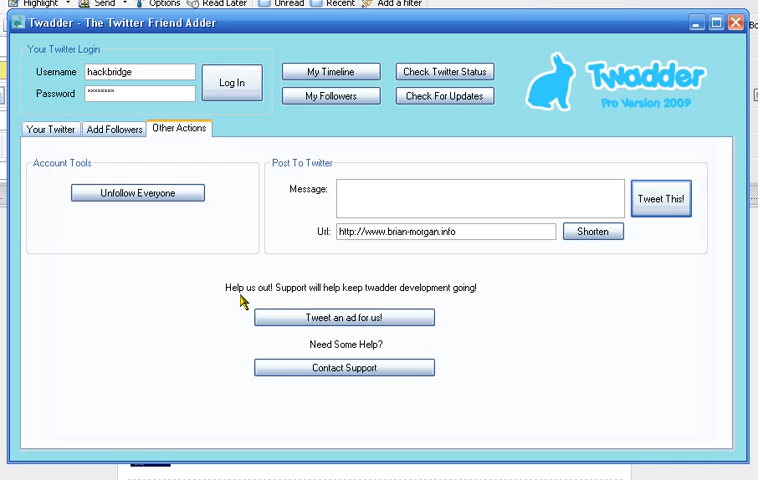 Highlight Send Options Read Later Unread Recent Add a filter
Twadder - The Twitter Friend Adder
Your Twitter Login
Username hackbridge
Password ********
Log In
My Timeline Check Twitter Status
My Followers Check For Updates
Twadder
Pro Version 2009
Your Twitter Add Followers Other Actions
Account Tools
Unfollow Everyone
Post To Twitter
Message:
Tweet This!
Url: http://www.brian-morgan.info Shorten
Help us out! Support will help keep twadder development going!
Tweet an ad for us!
Need Some Help?
Contact Support